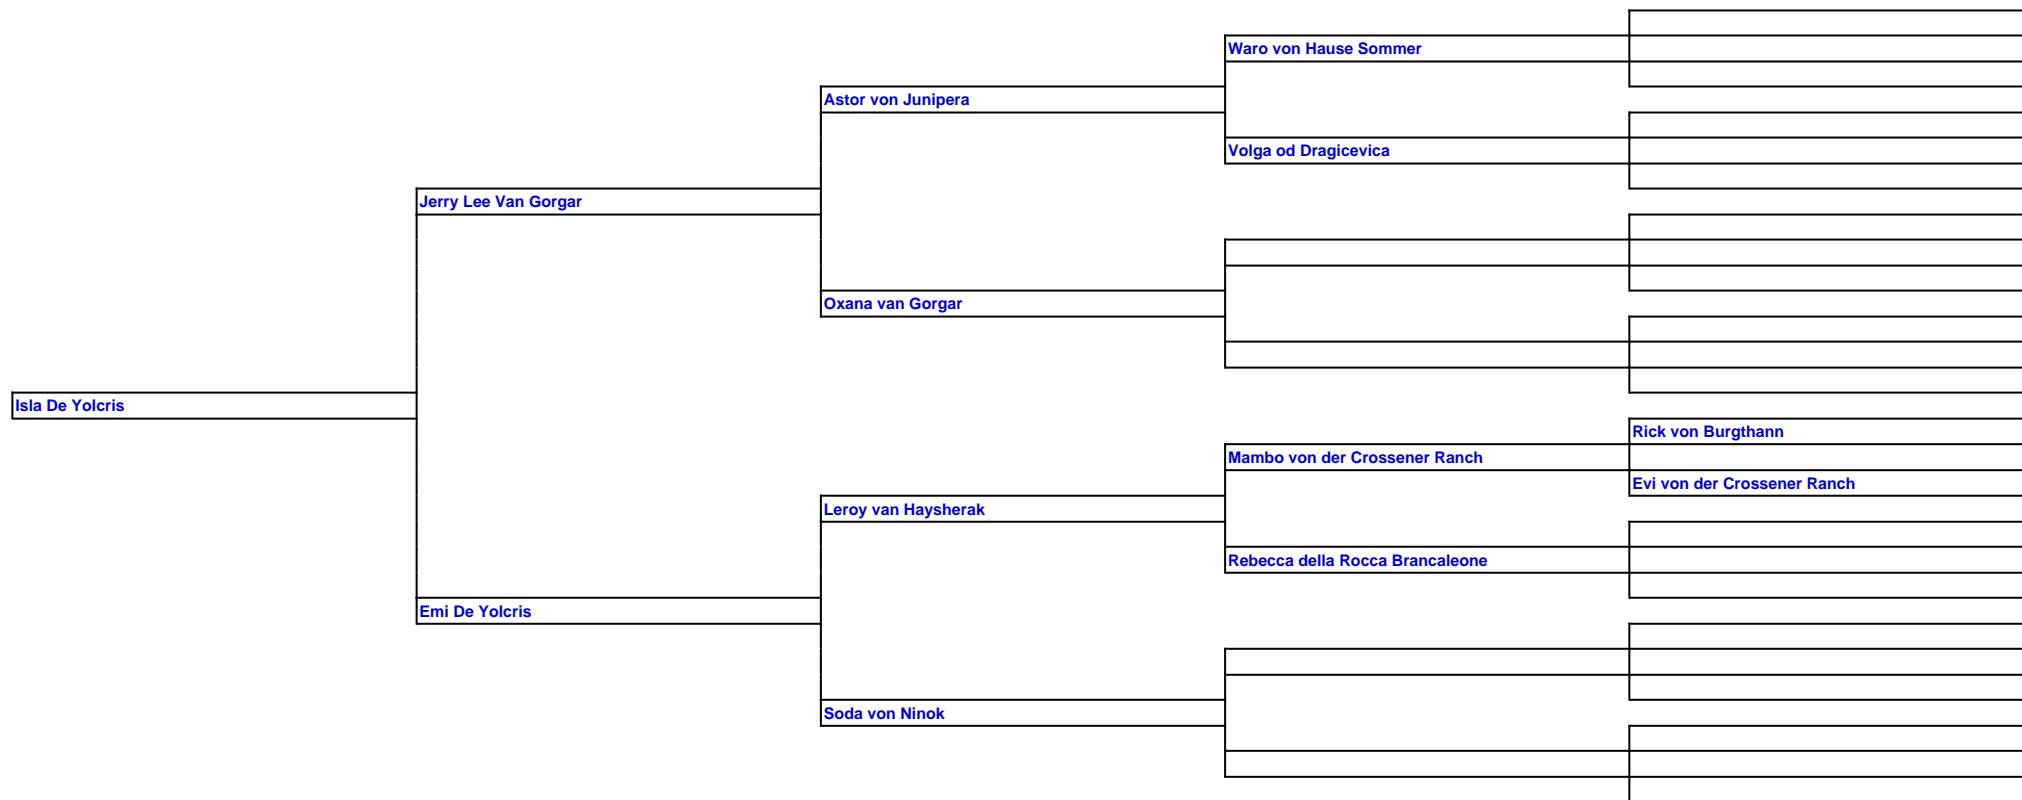 Waro von Hause Sommer
Astor von Junipera
Volga od Dragicevica
Jerry Lee Van Gorgar
Oxana van Gorgar
Isla De Yolcris
Rick von Burgthann
Mambo von der Crossener Ranch
Evi von der Crossener Ranch
Leroy van Haysherak
Rebecca della Rocca Brancaleone
Emi De Yolcris
Soda von Ninok